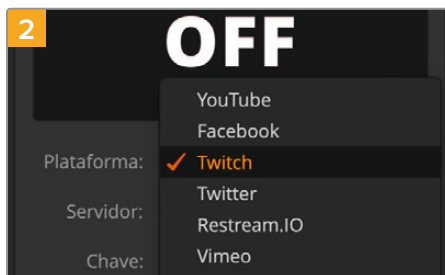 2
OFF
YouTube
Facebook
Plataforma:
✓ Twitch
Twitter
Servidor:
Restream.IO
Chave:
Vimeo